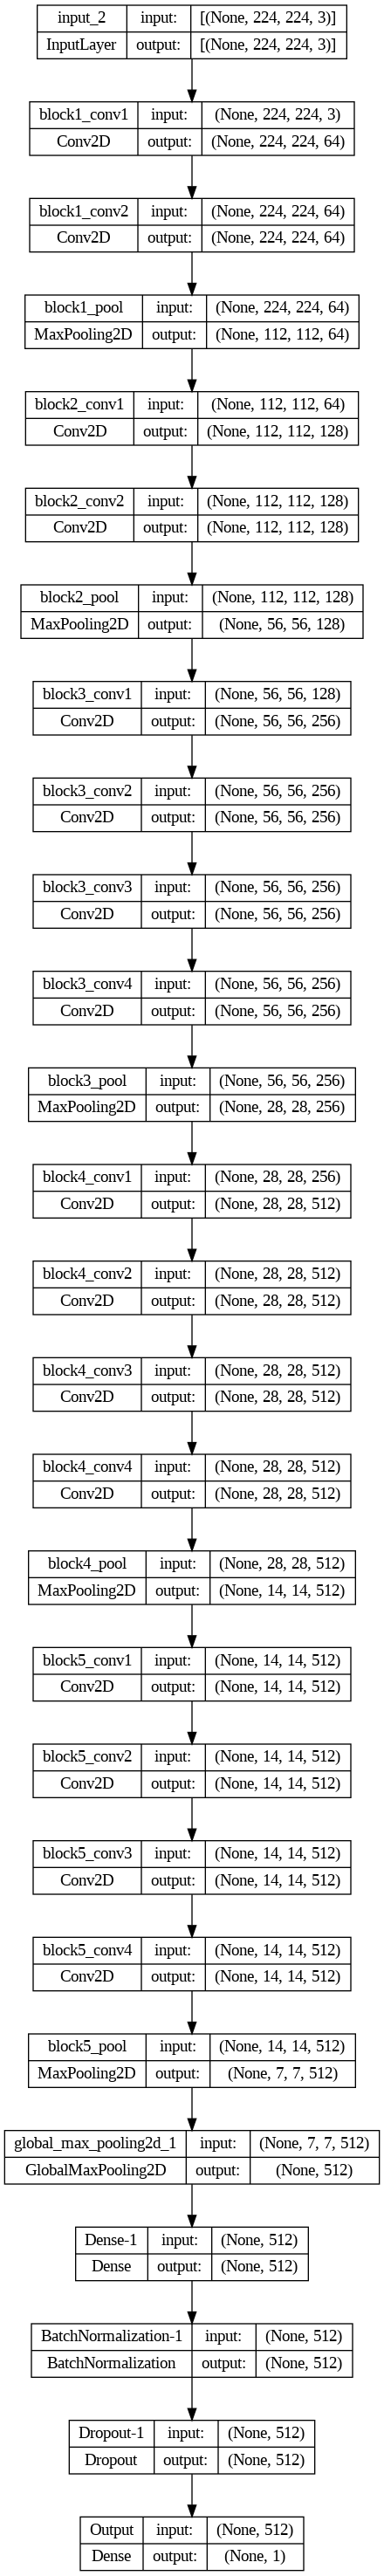 input_2 input: [(None, 224, 224, 3)]
InputLayer output: [(None, 224, 224, 3)]
block1_conv1 input: (None, 224, 224, 3)
Conv2D output: (None, 224, 224, 64)
block1_conv2 input: (None, 224, 224, 64)
Conv2D output: (None, 224, 224, 64)
block1_pool input: (None, 224, 224, 64)
MaxPooling2D output: (None, 112, 112, 64)
block2_conv1 input: (None, 112, 112, 64)
Conv2D output: (None, 112, 112, 128)
block2_conv2 input: (None, 112, 112, 128)
Conv2D output: (None, 112, 112, 128)
block2_pool input: (None, 112, 112, 128)
MaxPooling2D output: (None, 56, 56, 128)
block3_conv1 input: (None, 56, 56, 128)
Conv2D output: (None, 56, 56, 256)
block3_conv2 input: (None, 56, 56, 256)
Conv2D output: (None, 56, 56, 256)
block3_conv3 input: (None, 56, 56, 256)
Conv2D output: (None, 56, 56, 256)
block3_conv4 input: (None, 56, 56, 256)
Conv2D output: (None, 56, 56, 256)
block3_pool input: (None, 56, 56, 256)
MaxPooling2D output: (None, 28, 28, 256)
block4_conv1 input: (None, 28, 28, 256)
Conv2D output: (None, 28, 28, 512)
block4_conv2 input: (None, 28, 28, 512)
Conv2D output: (None, 28, 28, 512)
block4_conv3 input: (None, 28, 28, 512)
Conv2D output: (None, 28, 28, 512)
block4_conv4 input: (None, 28, 28, 512)
Conv2D output: (None, 28, 28, 512)
block4_pool input: (None, 28, 28, 512)
MaxPooling2D output: (None, 14, 14, 512)
block5_conv1 input: (None, 14, 14, 512)
Conv2D output: (None, 14, 14, 512)
block5_conv2 input: (None, 14, 14, 512)
Conv2D output: (None, 14, 14, 512)
block5_conv3 input: (None, 14, 14, 512)
Conv2D output: (None, 14, 14, 512)
block5_conv4 input: (None, 14, 14, 512)
Conv2D output: (None, 14, 14, 512)
block5_pool input: (None, 14, 14, 512)
MaxPooling2D output: (None, 7, 7, 512)
global_max_pooling2d_1 input: (None, 7, 7, 512)
GlobalMaxPooling2D output: (None, 512)
Dense-1 input: (None, 512)
Dense output: (None, 512)
BatchNormalization-1 input: (None, 512)
BatchNormalization output: (None, 512)
Dropout-1 input: (None, 512)
Dropout output: (None, 512)
Output input: (None, 512)
Dense output: (None, 1)